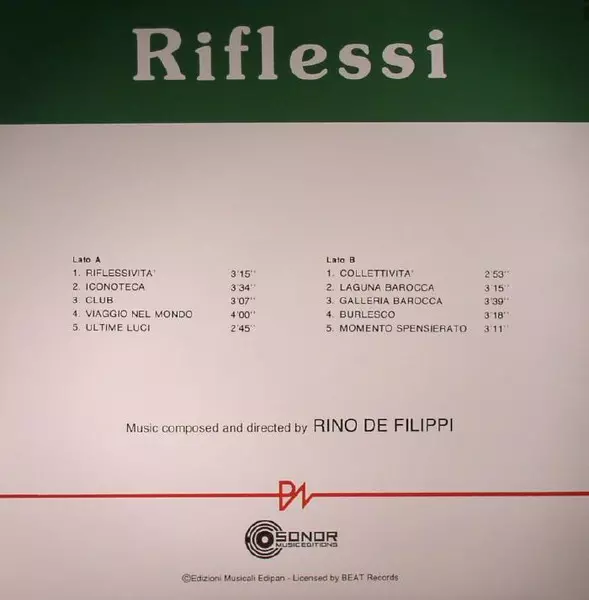 Riflessi
Lato A
1. RIFLESSIVITA' 3'15''
2. ICONOTECA 3'34''
3. CLUB 3'07''
4. VIAGGIO NEL MONDO 4'00''
5. ULTIME LUCI 2'45''
Lato B
1. COLLETTIVITA' 2'53''
2. LAGUNA BAROCCA 3'15''
3. GALLERIA BAROCCA 3'39''
4. BURLESCO 3'18''
5. MOMENTO SPENSIERATO 3'11''
Music composed and directed by RINO DE FILIPPI
SONOR
MUSIC EDITIONS
©Edizioni Musicali Edipan - Licensed by BEAT Records